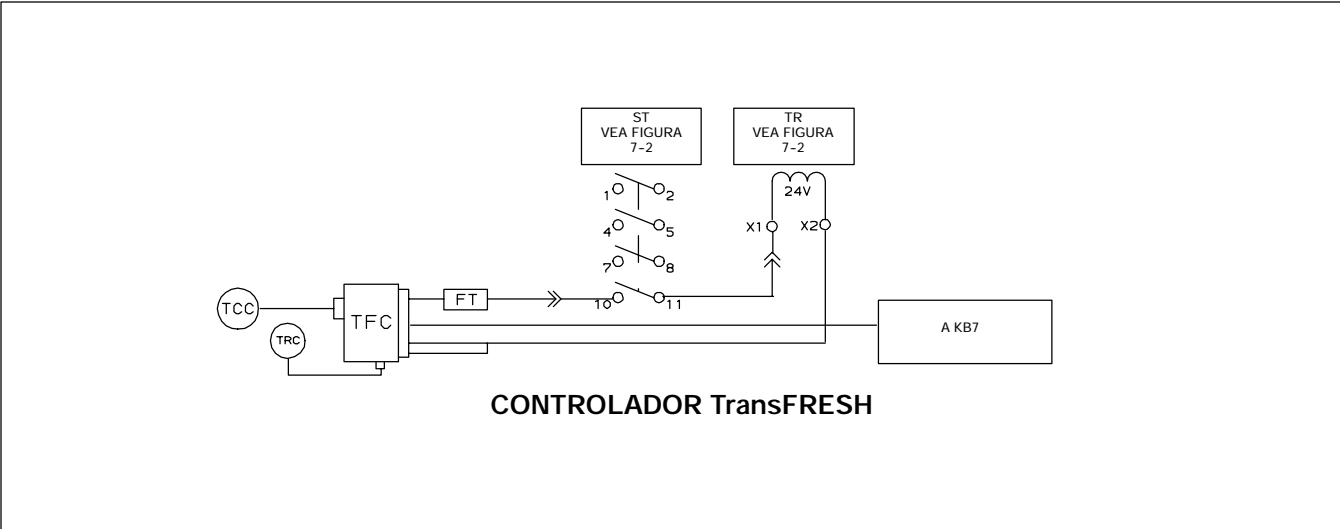 ST
VEA FIGURA
7-2
TR
VEA FIGURA
7-2
24V
1 2
4 5
X1 X2
7 8
10 11
FT
TCC
TFC
TRC
A KB7
CONTROLADOR TransFRESH